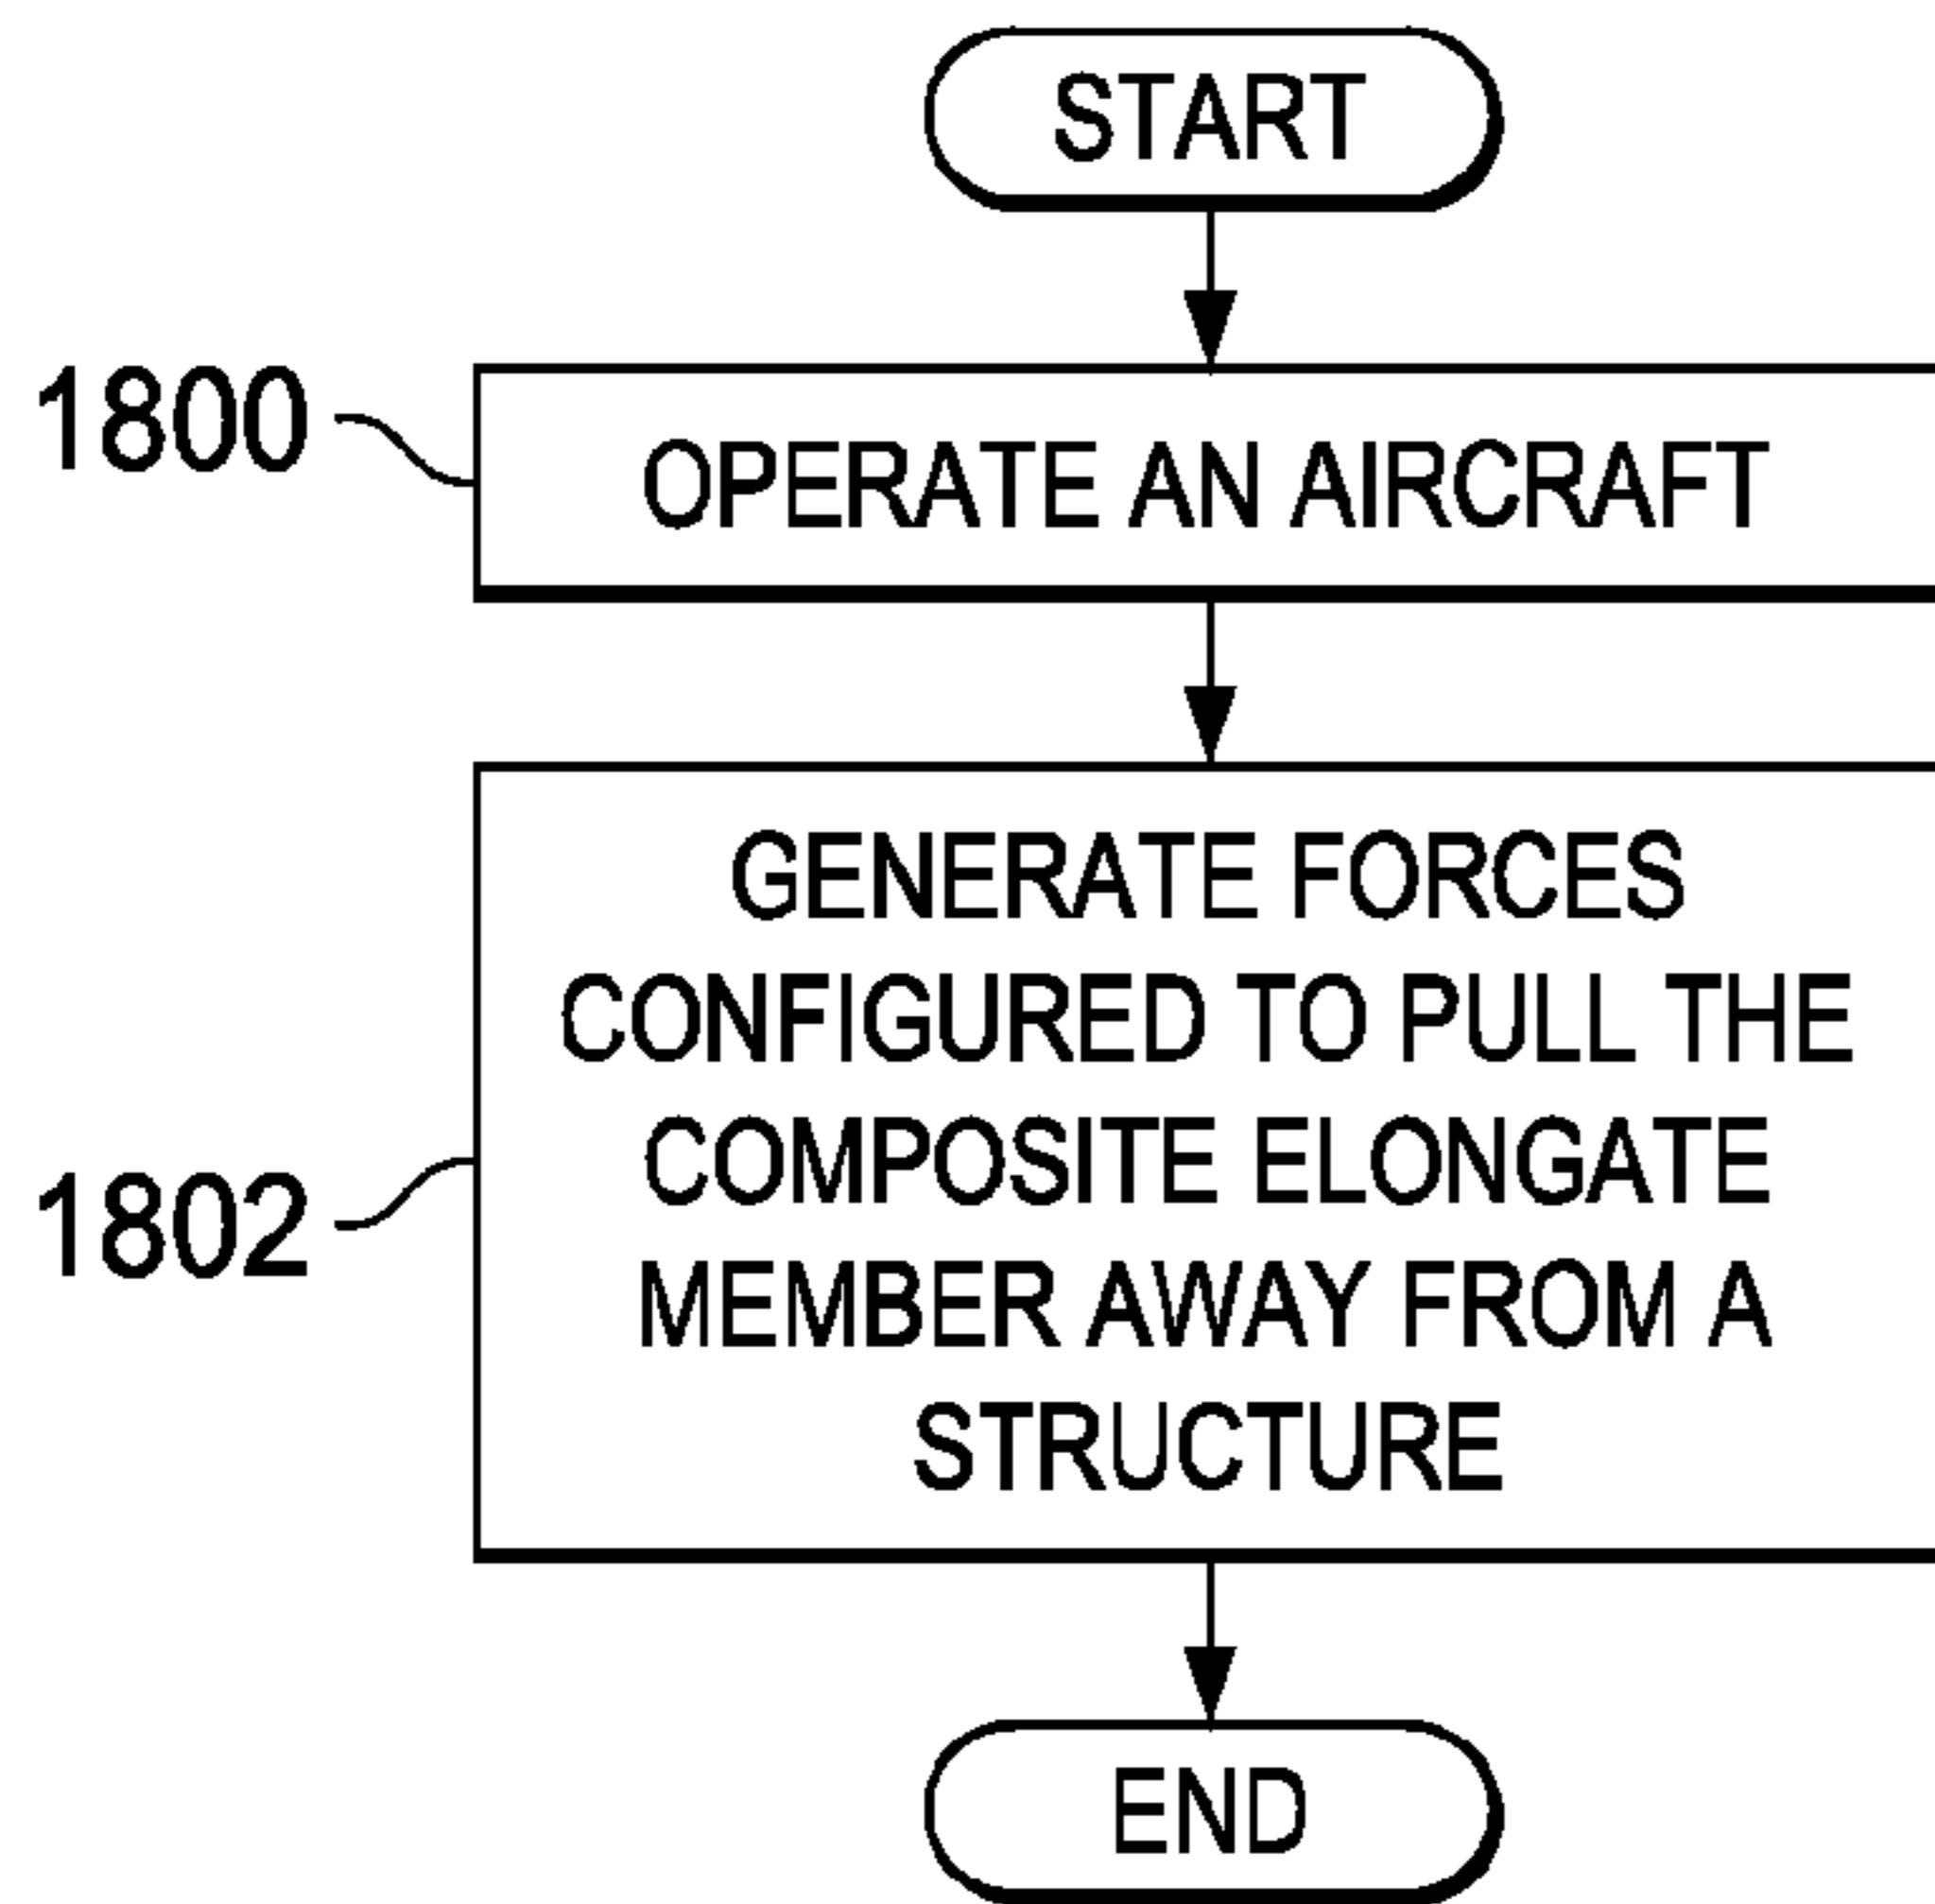 START
1800
OPERATE AN AIRCRAFT
GENERATE FORCES
CONFIGURED TO PULL THE
COMPOSITE ELONGATE
1802
MEMBER AWAY FROM A
STRUCTURE
END